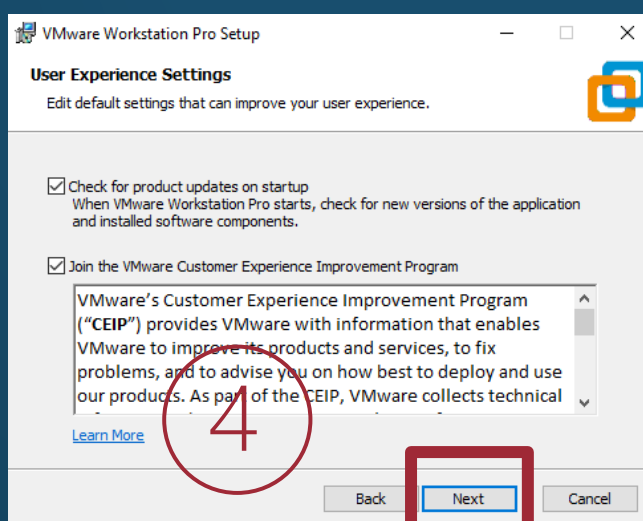 VMware Workstation Pro Setup
User Experience Settings
Edit default settings that can improve your user experience.
Check for product updates on startup
When VMware Workstation Pro starts, check for new versions of the application
and installed software components.
Join the VMware Customer Experience Improvement Program
VMware's Customer Experience Improvement Program
("CEIP") provides VMware with information that enables
VMware to improve its products and services, to fix
problems, and to advise you on how best to deploy and use
our products. As part of the CEIP, VMware collects technical
4
Learn More
Back Next Cancel